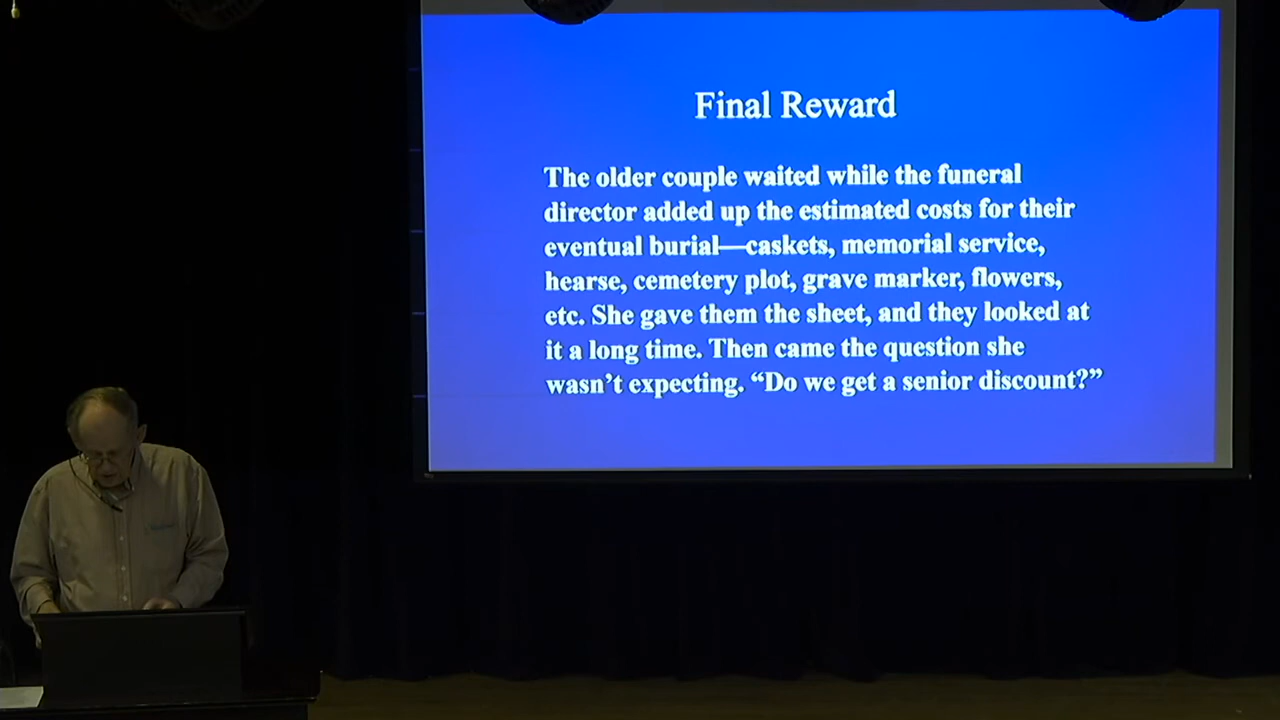 Final Reward
The older couple waited while the funeral
director added up the estimated costs for their
eventual burial—caskets, memorial service,
hearse, cemetery plot, grave marker, flowers,
etc. She gave them the sheet, and they looked at
it a long time. Then came the question she
wasn’t expecting. “Do we get a senior discount?”